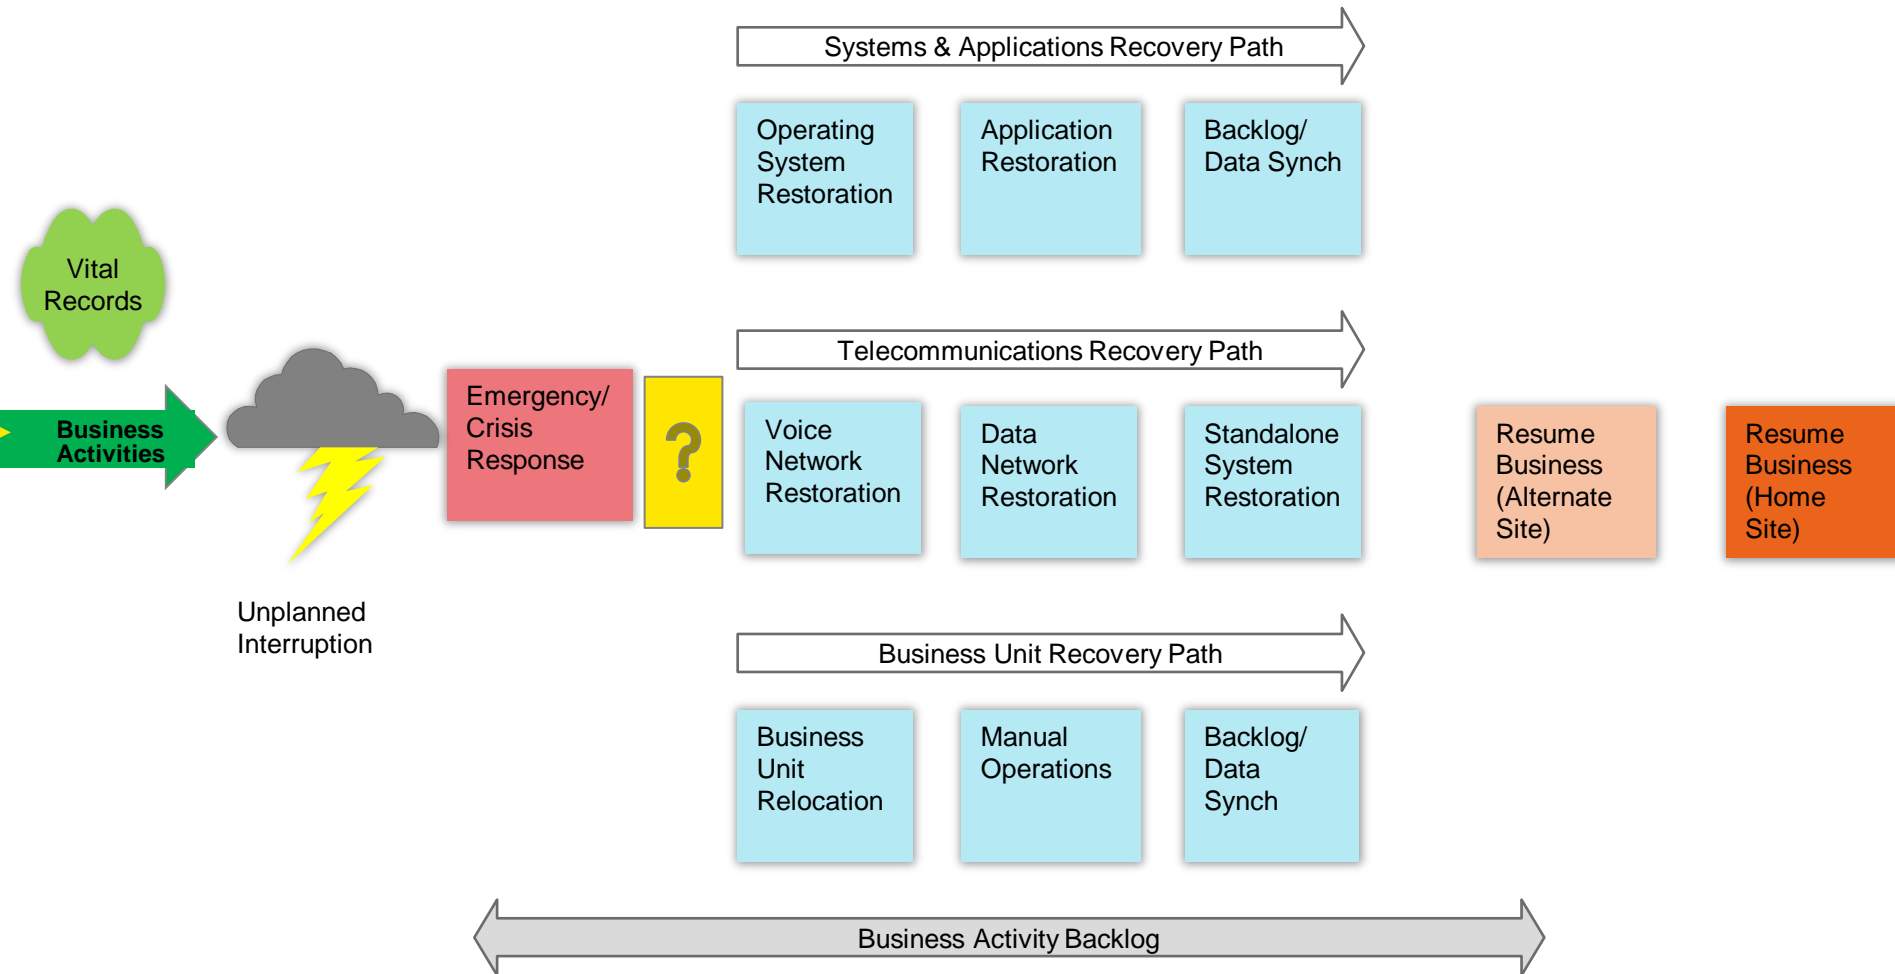 Systems & Applications Recovery Path
Operating
System
Restoration
Application
Restoration
Backlog/
Data Synch
Vital
Records
Telecommunications Recovery Path
Business
Activities
Emergency/
Crisis
Response
?
Voice
Network
Restoration
Data
Network
Restoration
Standalone
System
Restoration
Resume
Business
(Alternate
Site)
Resume
Business
(Home
Site)
Unplanned
Interruption
Business Unit Recovery Path
Business
Unit
Relocation
Manual
Operations
Backlog/
Data
Synch
Business Activity Backlog